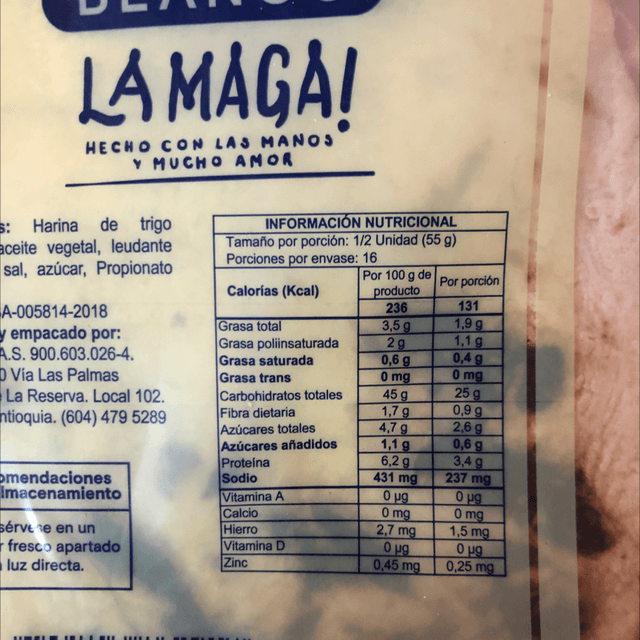 LA MAGA!
HECHO CON LAS MANOS
Y MUCHO AMOR
s: Harina de trigo
aceite vegetal, leudante
sal, azúcar, Propionato
A-005814-2018
y empacado por:
A.S. 900.603.026-4.
0 Vía Las Palmas
La Reserva. Local 102.
ntioquia. (604) 479 5289
omendaciones
lmacenamiento
sérvese en un
r fresco apartado
luz directa.
INFORMACIÓN NUTRICIONAL
Tamaño por porción: 1/2 Unidad (55 g)
Porciones por envase: 16
Calorías (Kcal) Por 100 g de producto Por porción
236 131
Grasa total 3,5 g 1,9 g
Grasa poliinsaturada 2 g 1,1 g
Grasa saturada 0,6 g 0,4 g
Grasa trans 0 mg 0 mg
Carbohidratos totales 45 g 25 g
Fibra dietaria 1,7 g 0,9 g
Azúcares totales 4,7 g 2,6 g
Azúcares añadidos 1,1 g 0,6 g
Proteína 6,2 g 3,4 g
Sodio 431 mg 237 mg
Vitamina A 0 µg 0 µg
Calcio 0 mg 0 mg
Hierro 2,7 mg 1,5 mg
Vitamina D 0 µg 0 µg
Zinc 0,45 mg 0,25 mg